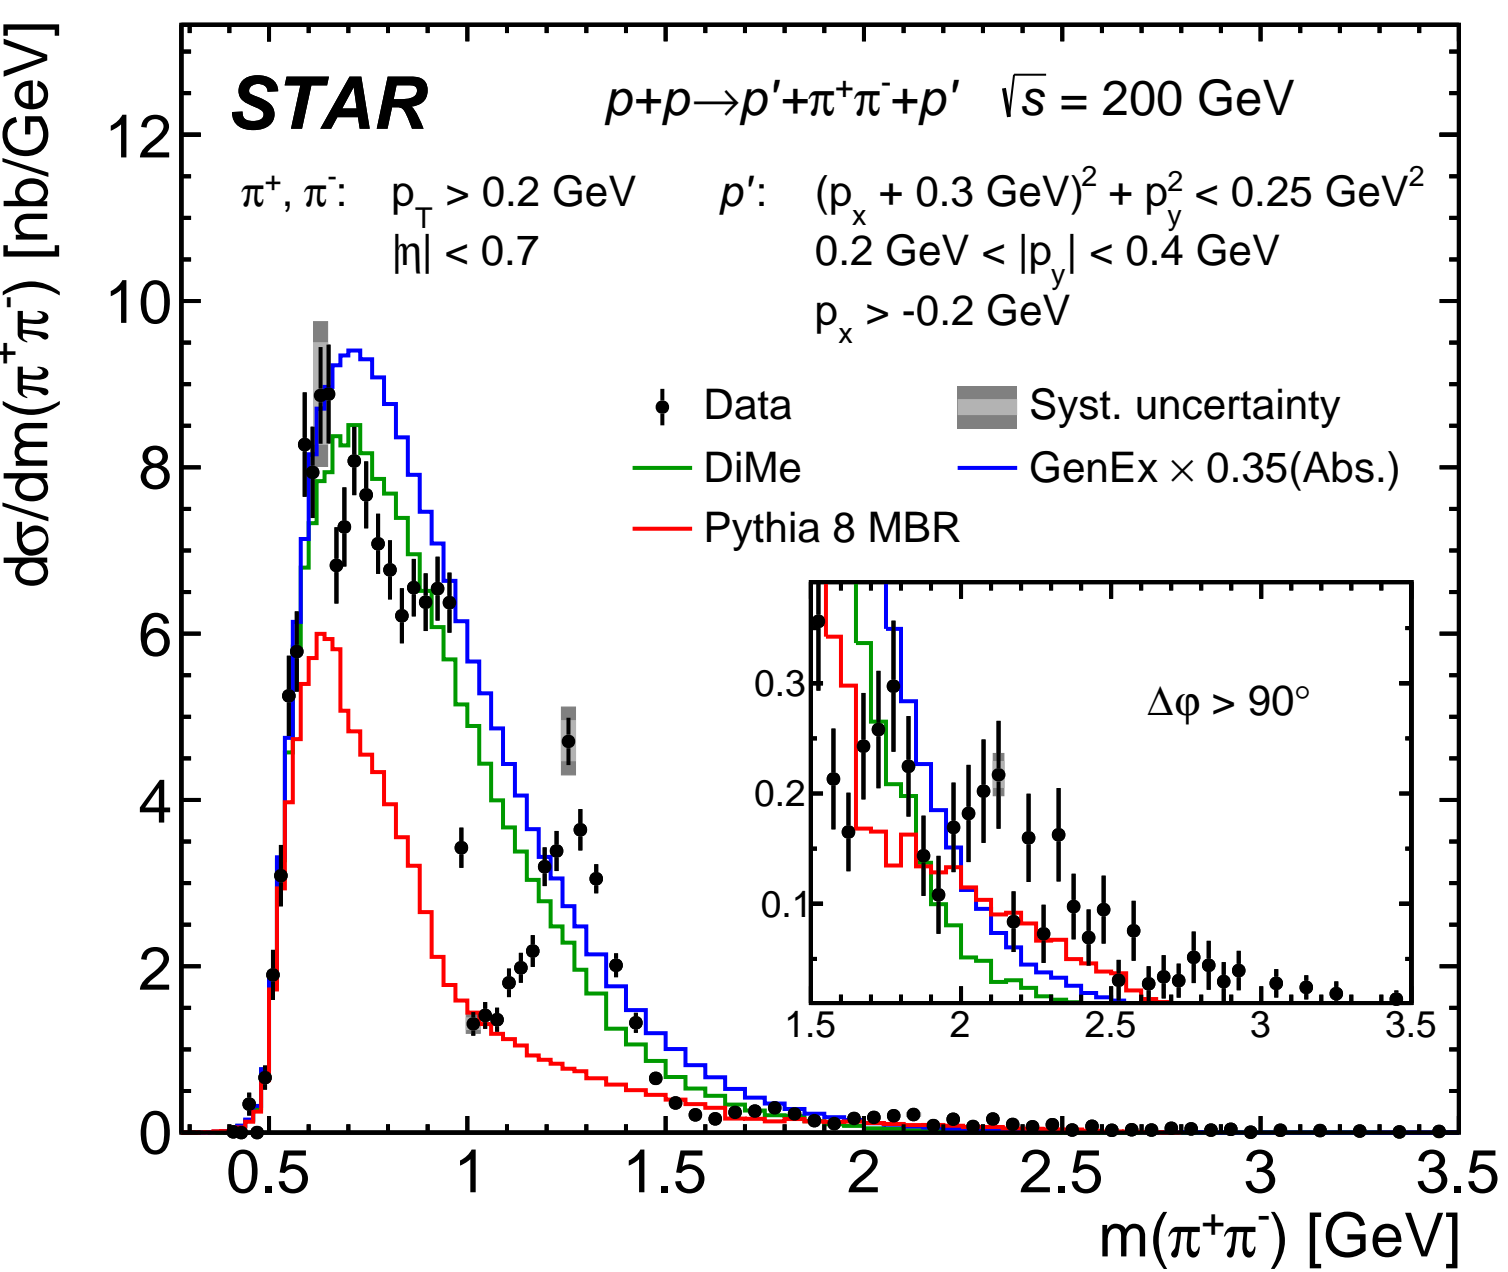 STAR p+p→p′+π⁺π⁻+p′ √s = 200 GeV
π⁺, π⁻: p_T > 0.2 GeV p′: (p_x + 0.3 GeV)² + p_y² < 0.25 GeV²
|η| < 0.7 0.2 GeV < |p_y| < 0.4 GeV
p_x > -0.2 GeV
Data Syst. uncertainty
DiMe GenEx × 0.35(Abs.)
Pythia 8 MBR
dσ/dm(π⁺π⁻) [nb/GeV]
12
10
8
6
4
2
0
Δφ > 90°
0.3
0.2
0.1
1.5 2 2.5 3 3.5
0.5 1 1.5 2 2.5 3 3.5
m(π⁺π⁻) [GeV]